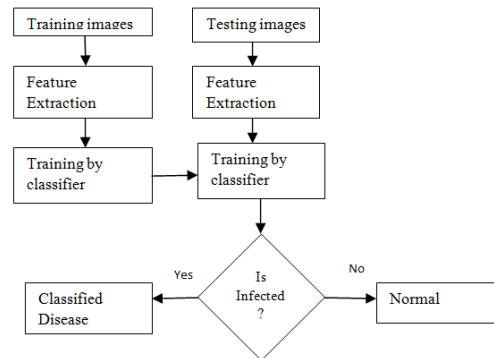 Training images
Testing images
Feature
Extraction
Feature
Extraction
Training by
classifier
Training by
classifier
Is
Infected
?
Yes
No
Classified
Disease
Normal